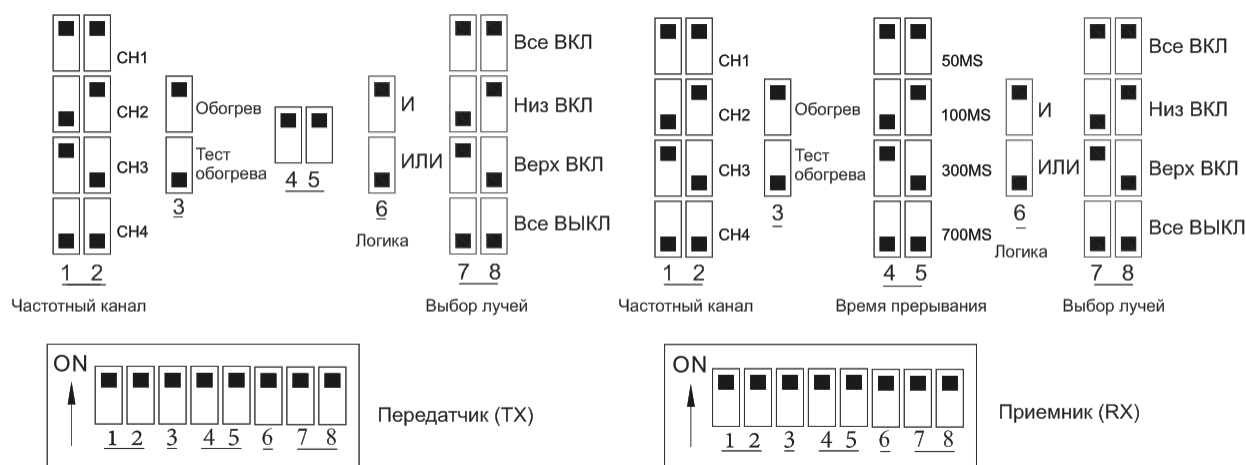 CH1
CH2
CH3
CH4
1 2
Частотный канал
Обогрев
Тест
обогрева
3
4 5
И
ИЛИ
6
Логика
Все ВКЛ
Низ ВКЛ
Верх ВКЛ
Все ВЫКЛ
7 8
Выбор лучей
CH1
CH2
CH3
CH4
1 2
Частотный канал
Обогрев
Тест
обогрева
3
50MS
100MS
300MS
700MS
4 5
Время прерывания
И
ИЛИ
6
Логика
Все ВКЛ
Низ ВКЛ
Верх ВКЛ
Все ВЫКЛ
7 8
Выбор лучей
ON
1 2 3 4 5 6 7 8
Передатчик (TX)
ON
1 2 3 4 5 6 7 8
Приемник (RX)